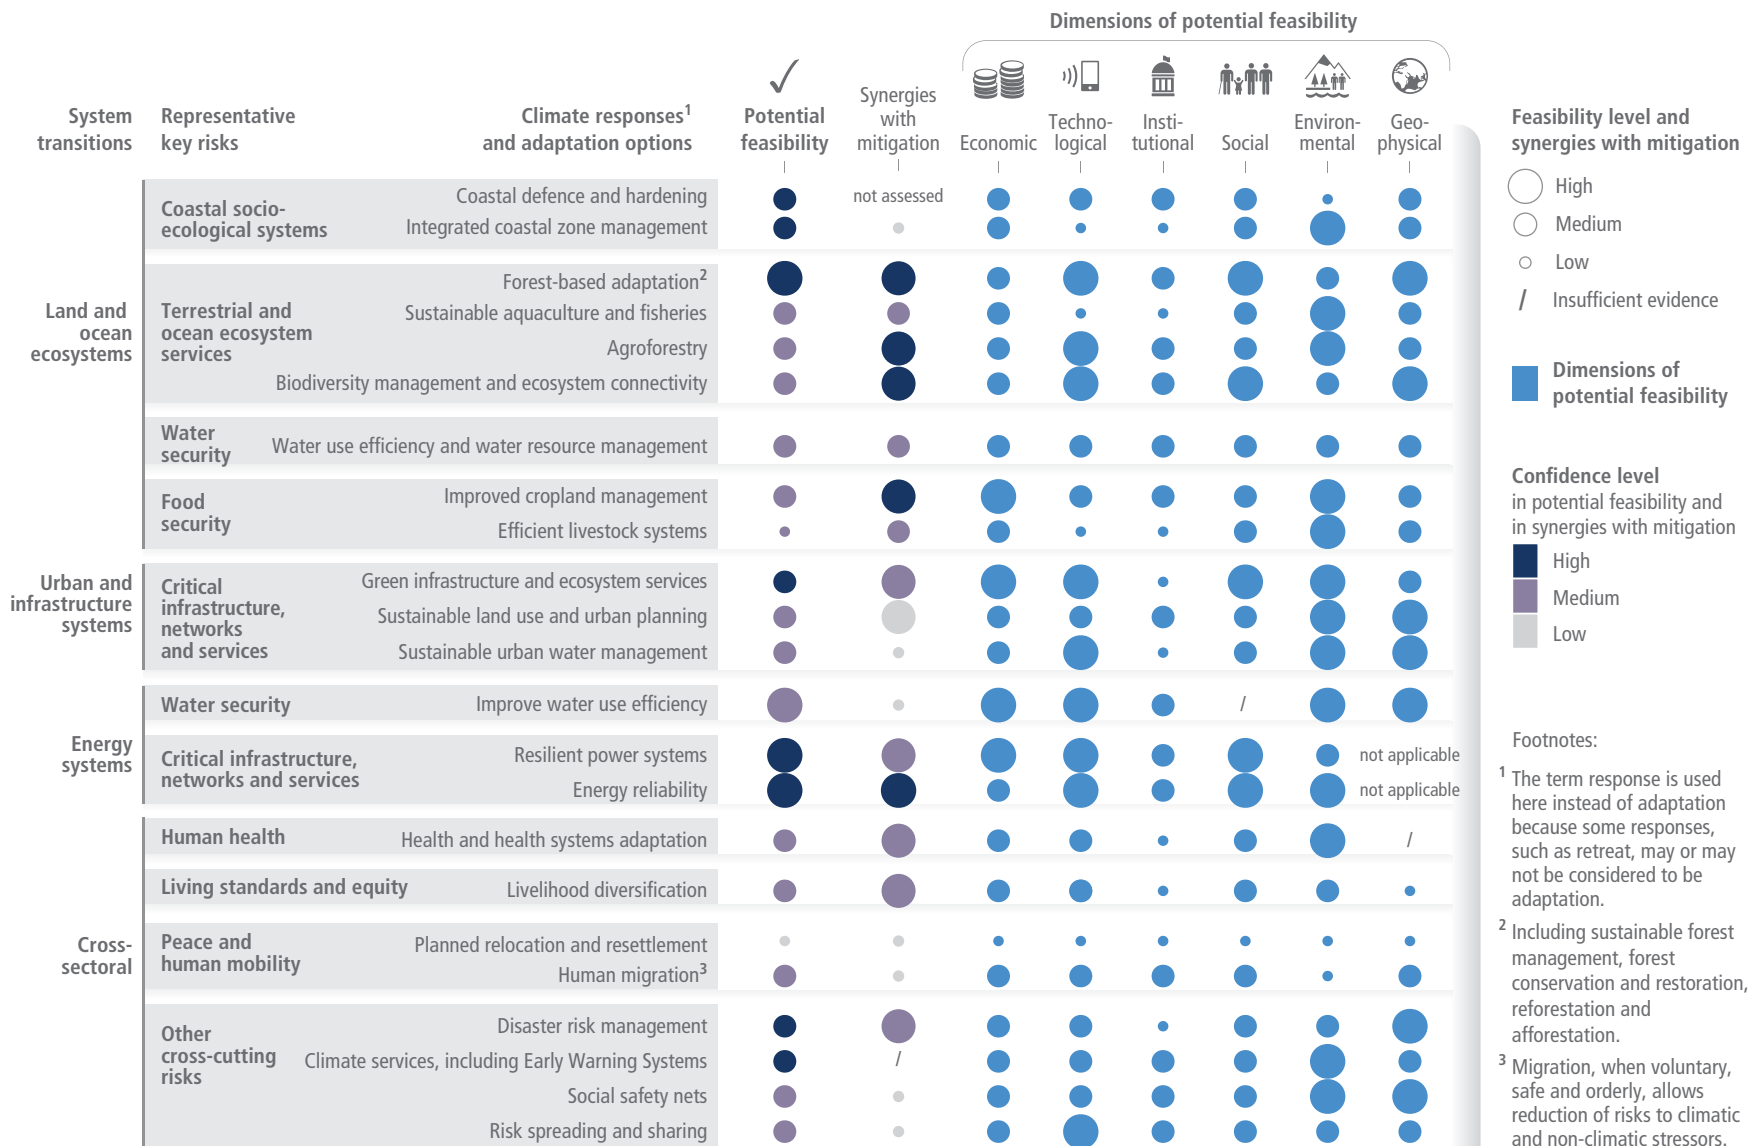 Dimensions of potential feasibility
System
transitions
Representative
key risks
Climate responses1
and adaptation options
Potential
feasibility
Synergies
with
mitigation
Economic
Techno-
logical
Insti-
tutional
Social
Environ-
mental
Geo-
physical
Land and
ocean
ecosystems
Coastal socio-
ecological systems
Coastal defence and hardening
not assessed
Integrated coastal zone management
Terrestrial and
ocean ecosystem
services
Forest-based adaptation2
Sustainable aquaculture and fisheries
Agroforestry
Biodiversity management and ecosystem connectivity
Water
security
Water use efficiency and water resource management
Food
security
Improved cropland management
Efficient livestock systems
Urban and
infrastructure
systems
Critical
infrastructure,
networks
and services
Green infrastructure and ecosystem services
Sustainable land use and urban planning
Sustainable urban water management
Energy
systems
Water security
Improve water use efficiency
/
Critical infrastructure,
networks and services
Resilient power systems
not applicable
Energy reliability
not applicable
Cross-
sectoral
Human health
Health and health systems adaptation
/
Living standards and equity
Livelihood diversification
Peace and
human mobility
Planned relocation and resettlement
Human migration3
Other
cross-cutting
risks
Disaster risk management
Climate services, including Early Warning Systems
/
Social safety nets
Risk spreading and sharing
Feasibility level and
synergies with mitigation
High
Medium
Low
/ Insufficient evidence
Dimensions of
potential feasibility
Confidence level
in potential feasibility and
in synergies with mitigation
High
Medium
Low
Footnotes:
1 The term response is used
here instead of adaptation
because some responses,
such as retreat, may or may
not be considered to be
adaptation.
2 Including sustainable forest
management, forest
conservation and restoration,
reforestation and
afforestation.
3 Migration, when voluntary,
safe and orderly, allows
reduction of risks to climatic
and non-climatic stressors.